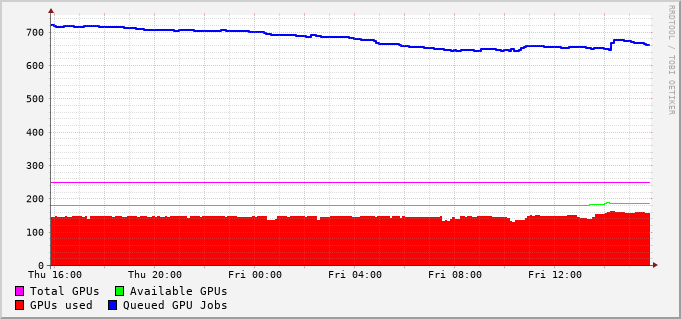 RRDTOOL / TOBI OETIKER
700
600
500
400
300
200
100
0
Thu 16:00 Thu 20:00 Fri 00:00 Fri 04:00 Fri 08:00 Fri 12:00
Total GPUs Available GPUs
GPUs used Queued GPU Jobs